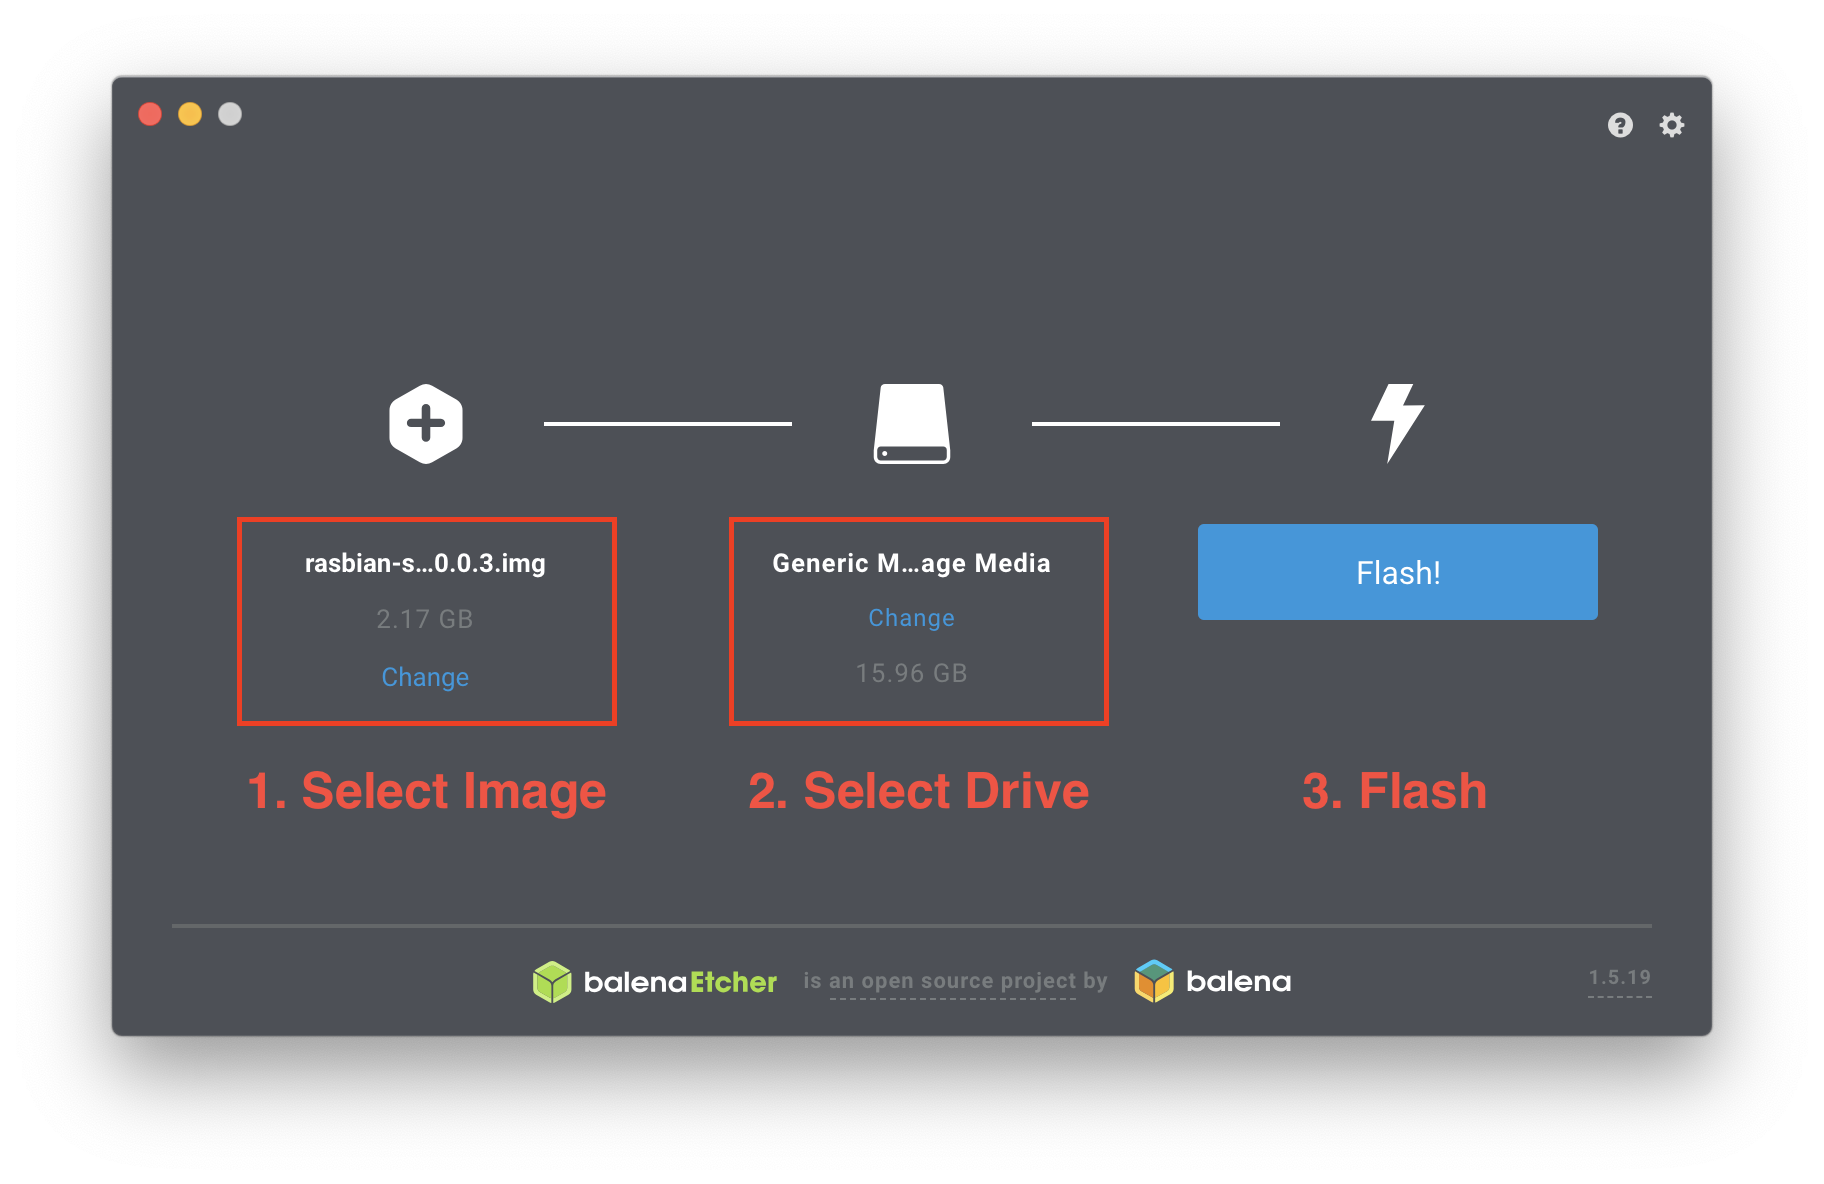 rasbian-s...0.0.3.img
2.17 GB
Change
1. Select Image
Generic M...age Media
Change
15.96 GB
2. Select Drive
Flash!
3. Flash
balenaEtcher is an open source project by balena
1.5.19